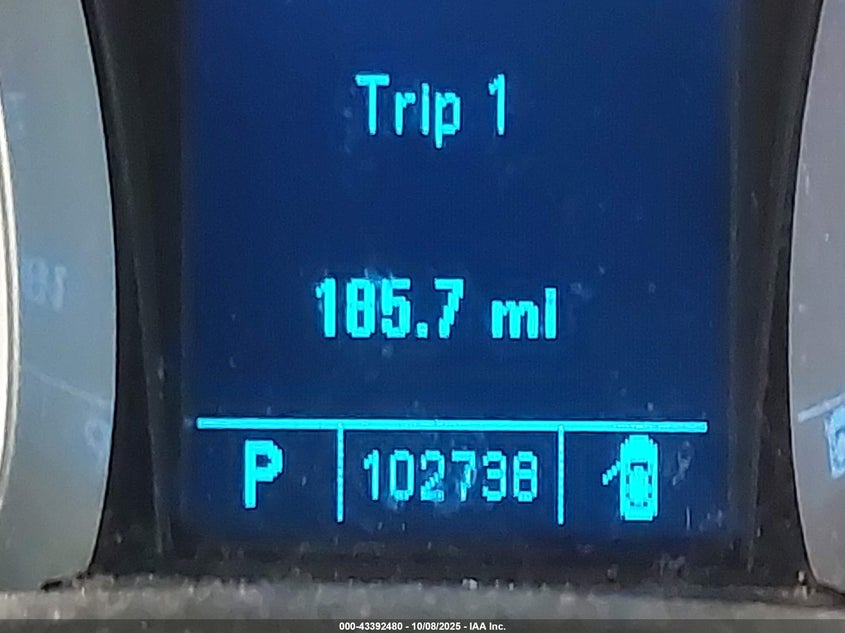 Trip 1
185.7 mi
P 102738
000-43392480 - 10/08/2025 - IAA Inc.